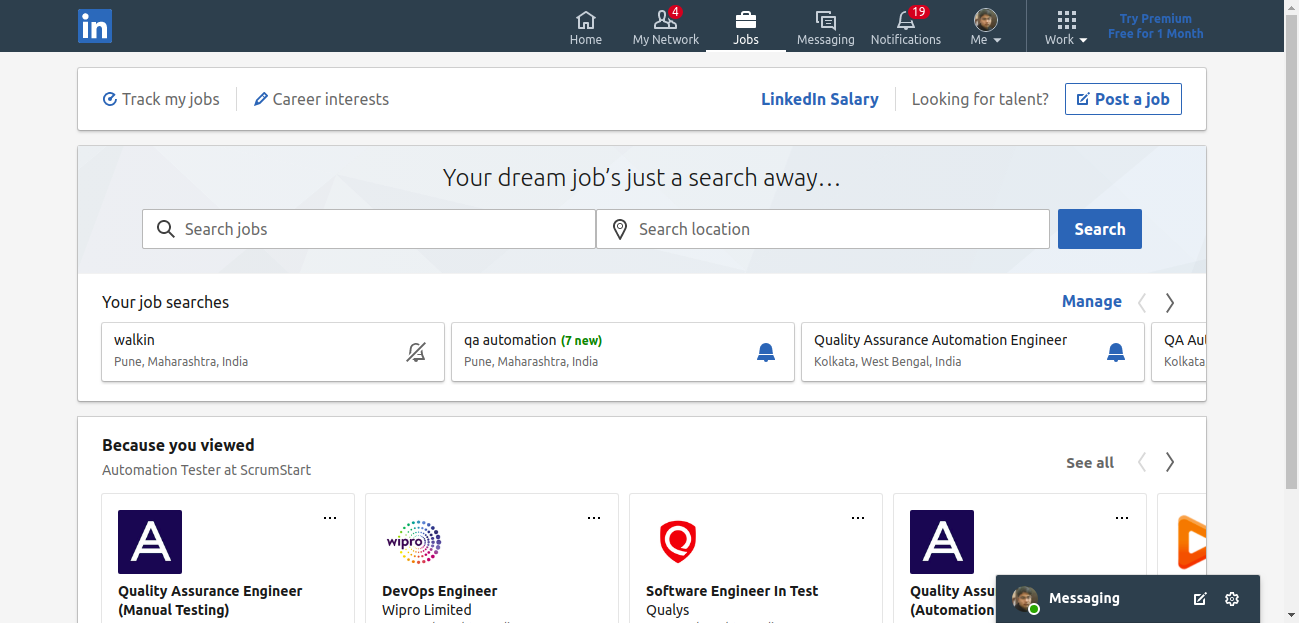 in
4
19
Home
My Network
Jobs
Messaging
Notifications
Me
Work
Try Premium
Free for 1 Month
Track my jobs
Career interests
LinkedIn Salary
Looking for talent?
Post a job
Your dream job's just a search away…
Search jobs
Search location
Search
Your job searches
Manage
walkin
Pune, Maharashtra, India
qa automation (7 new)
Pune, Maharashtra, India
Quality Assurance Automation Engineer
Kolkata, West Bengal, India
QA Au
Kolkata
Because you viewed
Automation Tester at ScrumStart
See all
A
Quality Assurance Engineer
(Manual Testing)
wipro
DevOps Engineer
Wipro Limited
Software Engineer In Test
Qualys
A
Quality Assu
(Automation
Messaging